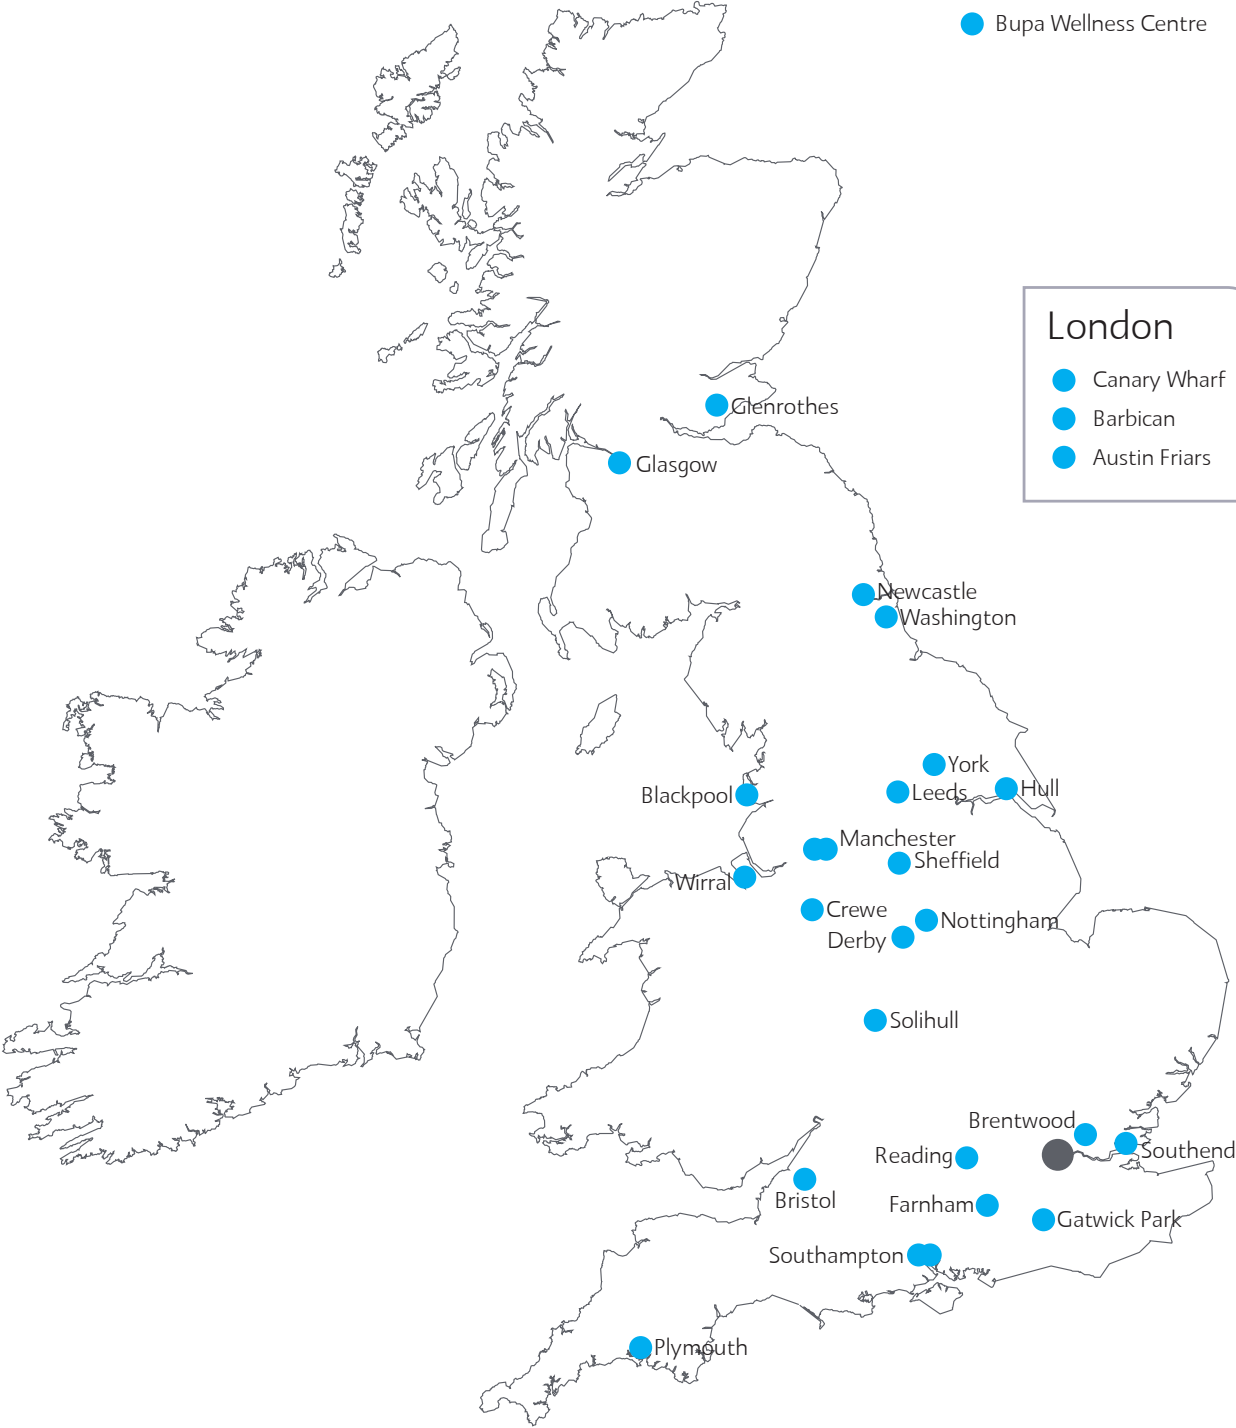 Bupa Wellness Centre
London
Canary Wharf
Barbican
Austin Friars
Glenrothes
Glasgow
Newcastle
Washington
York
Hull
Leeds
Blackpool
Manchester
Sheffield
Wirral
Crewe
Nottingham
Derby
Solihull
Brentwood
Southend
Reading
Bristol
Farnham
Gatwick Park
Southampton
Plymouth